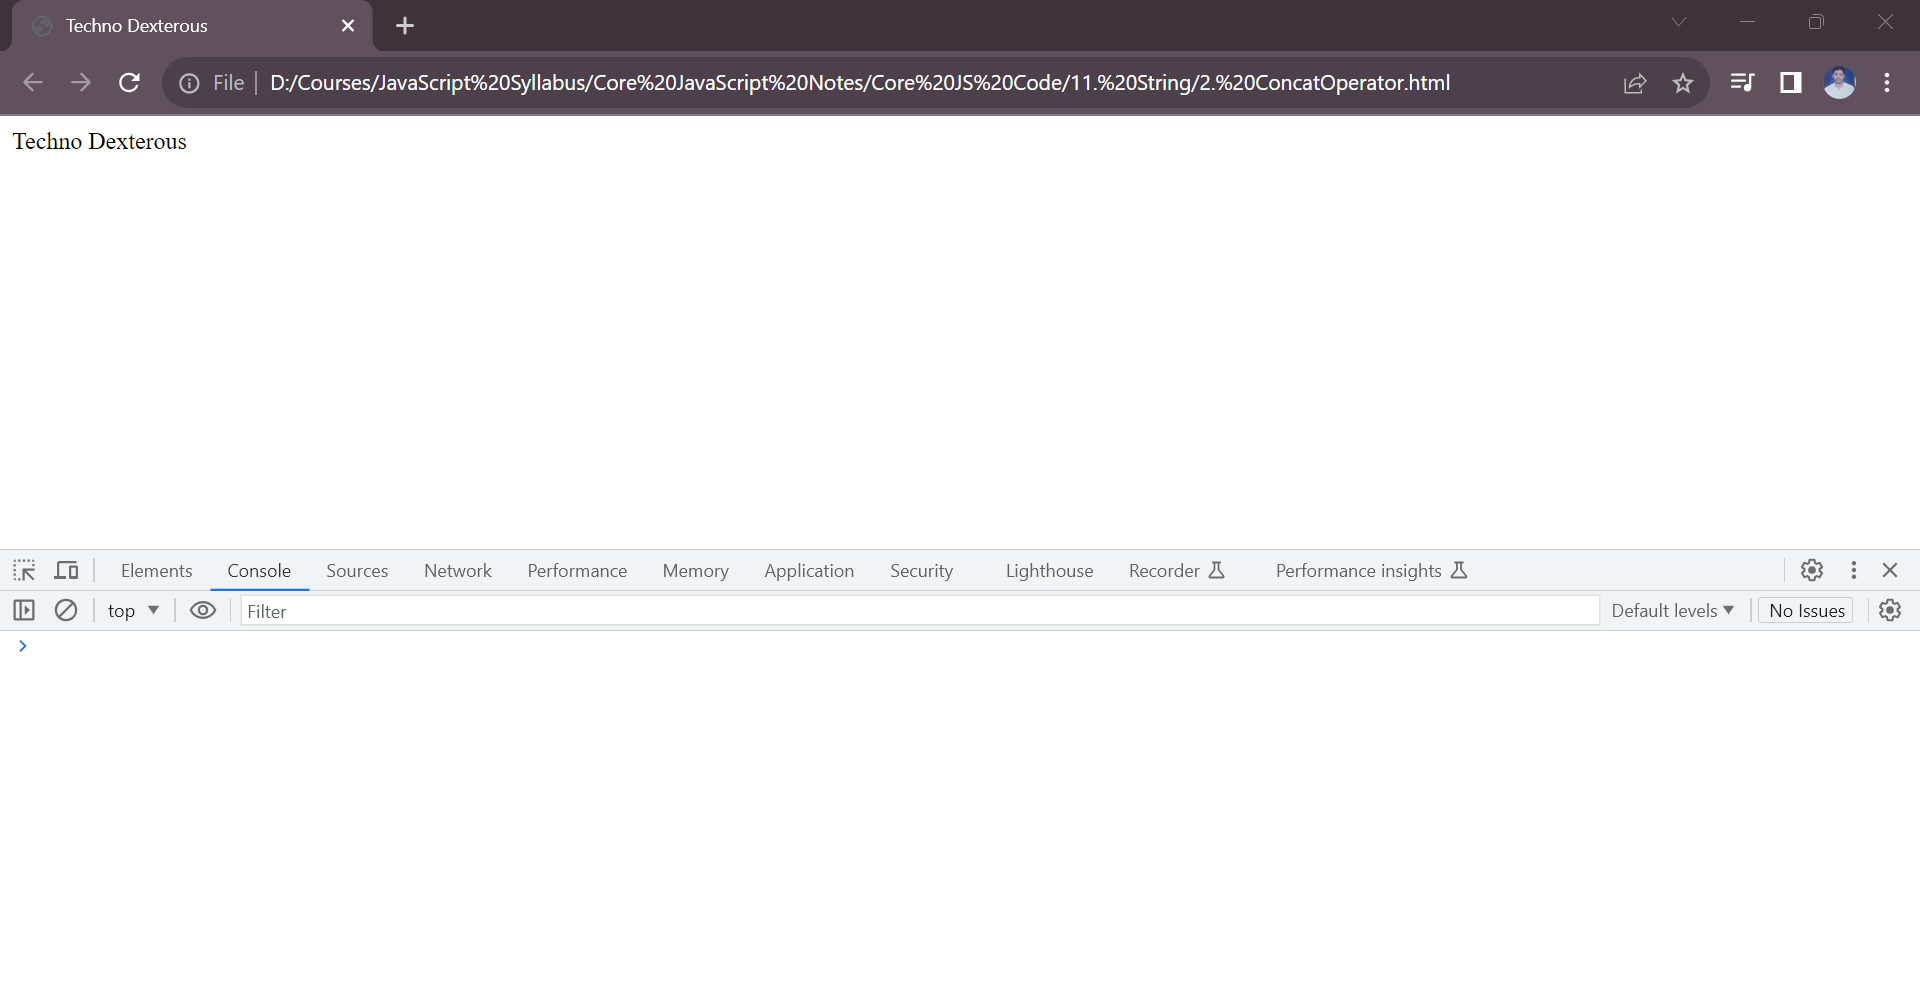 Techno Dexterous
File D:/Courses/JavaScript%20Syllabus/Core%20JavaScript%20Notes/Core%20JS%20Code/11.%20String/2.%20ConcatOperator.html
Techno Dexterous
Elements Console Sources Network Performance Memory Application Security Lighthouse Recorder Performance insights
top Filter Default levels No Issues